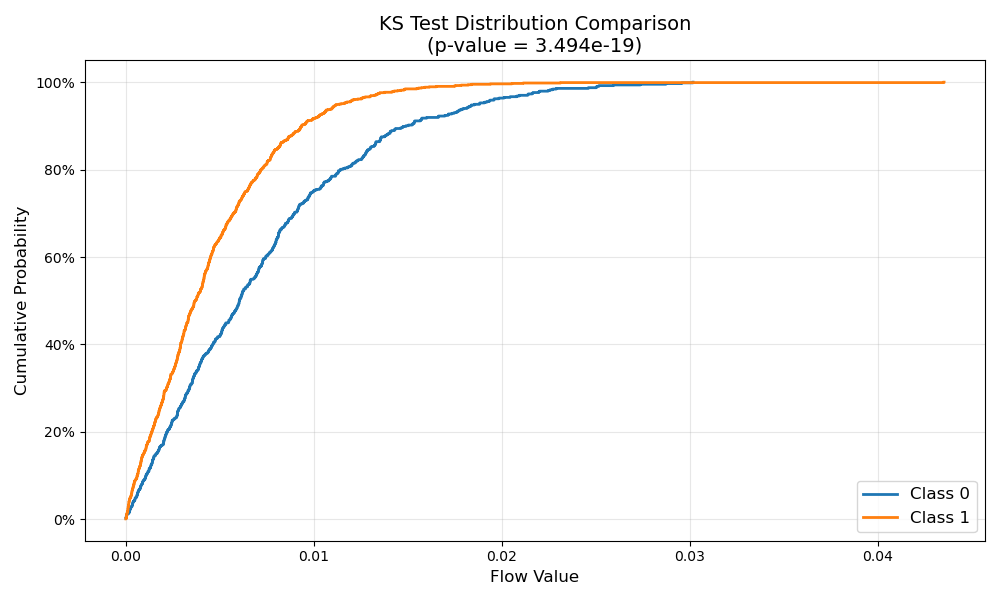 KS Test Distribution Comparison
(p-value = 3.494e-19)
Cumulative Probability
100%
80%
60%
40%
20%
0%
0.00 0.01 0.02 0.03 0.04
Flow Value
Class 0
Class 1